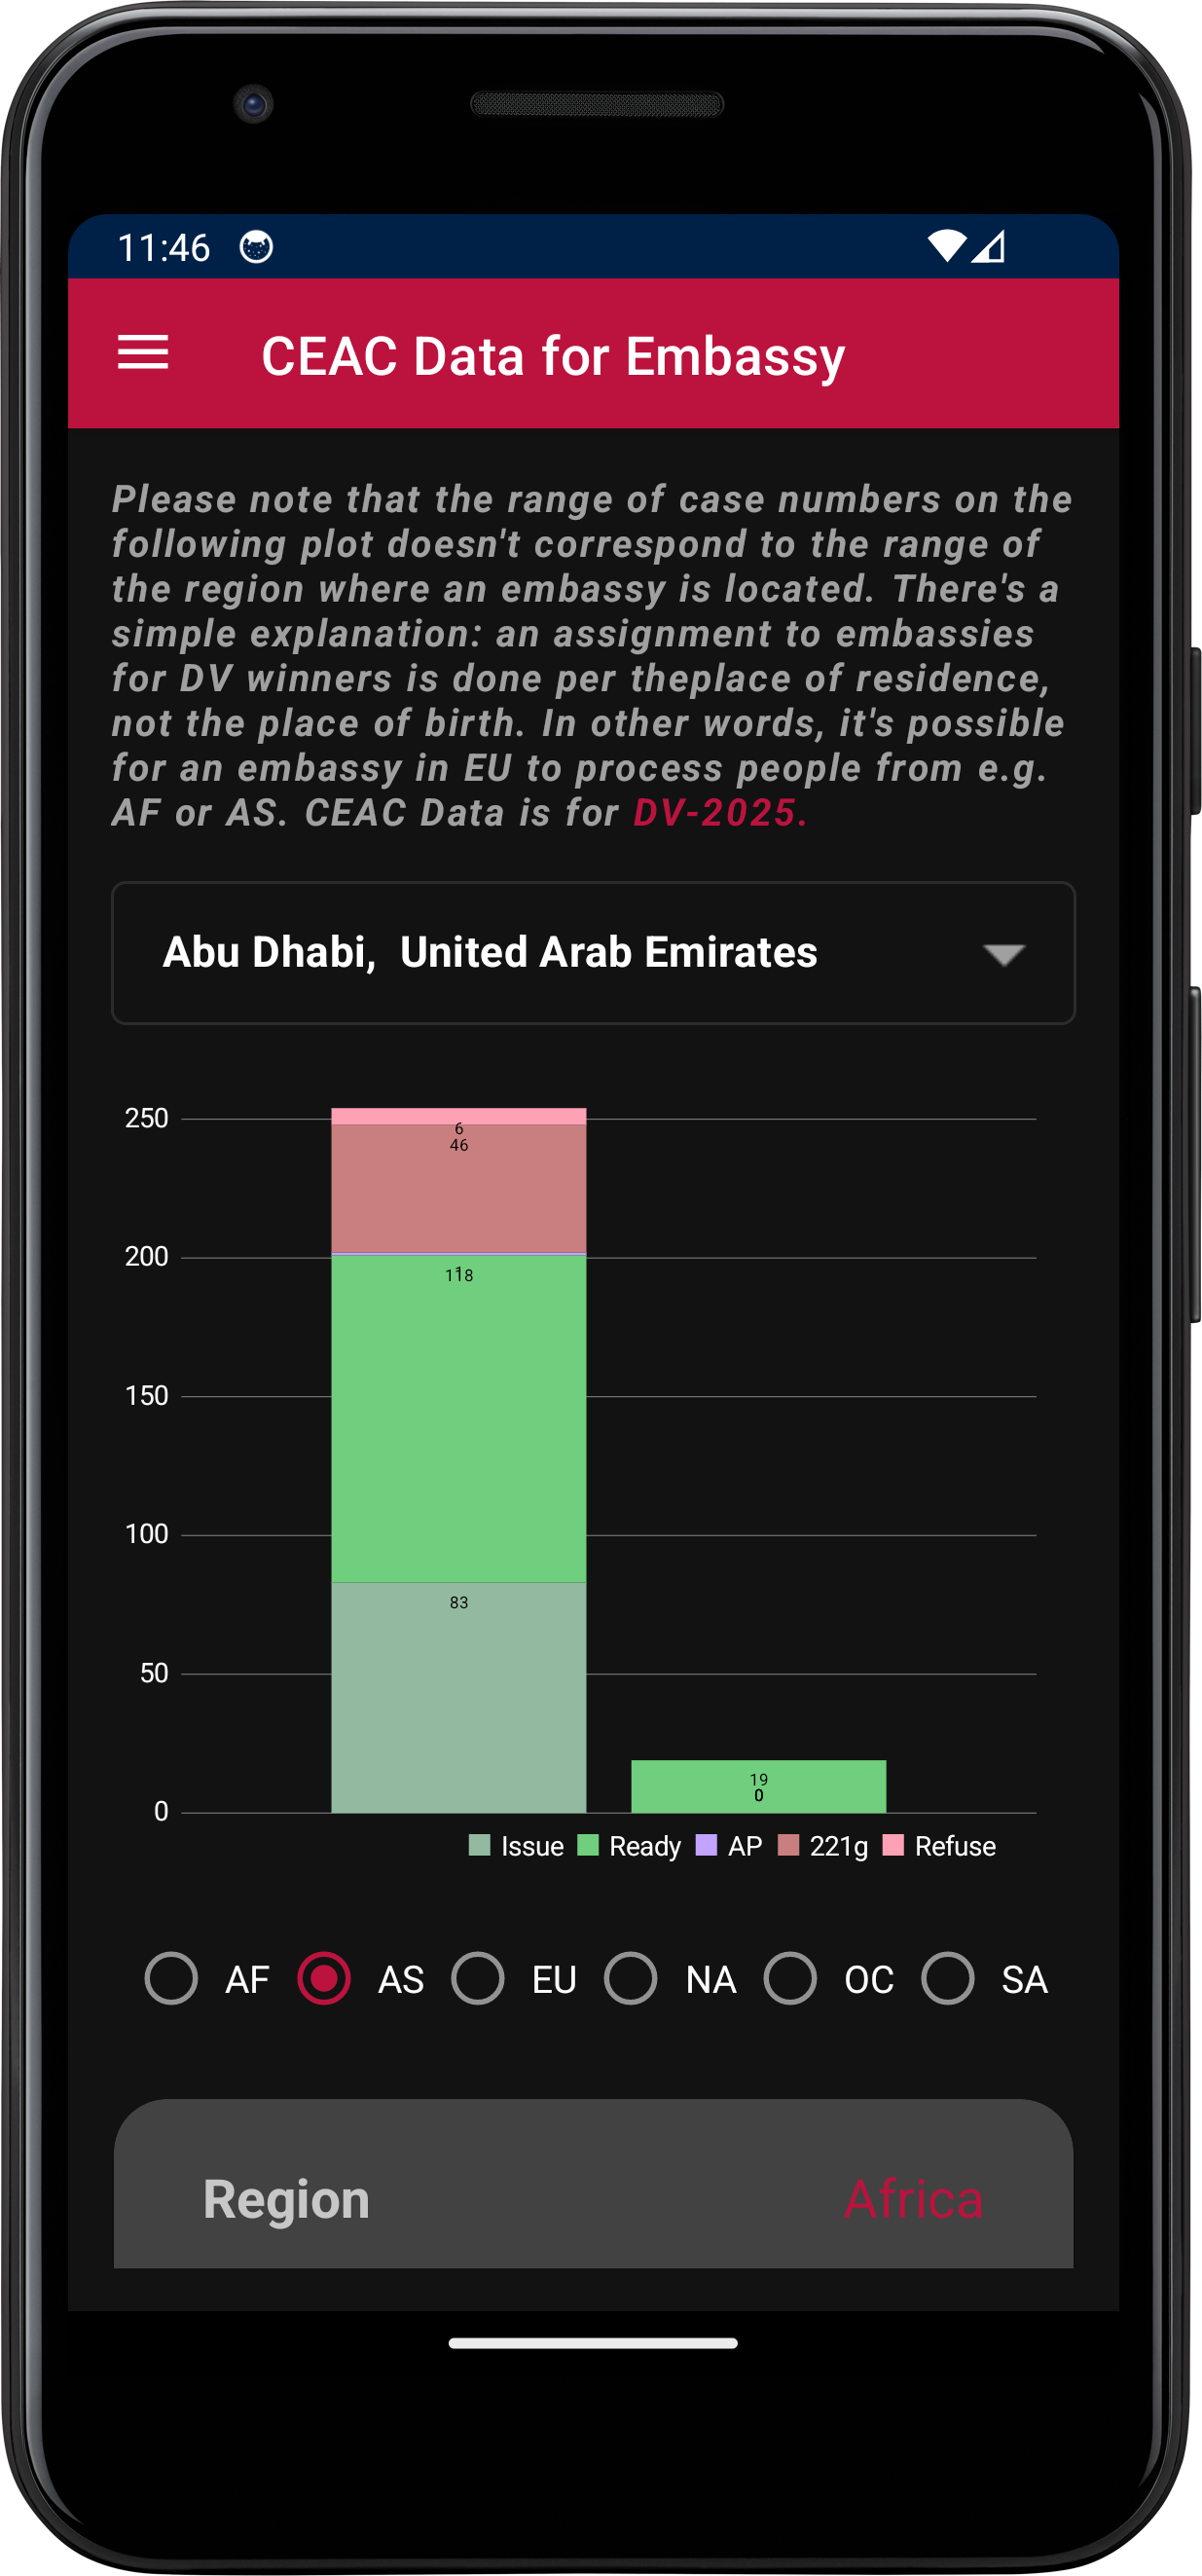 11:46
CEAC Data for Embassy
Please note that the range of case numbers on the
following plot doesn't correspond to the range of
the region where an embassy is located. There's a
simple explanation: an assignment to embassies
for DV winners is done per theplace of residence,
not the place of birth. In other words, it's possible
for an embassy in EU to process people from e.g.
AF or AS. CEAC Data is for DV-2025.
Abu Dhabi,  United Arab Emirates
250
6
46
200
1
118
150
100
83
50
19
0
0
Issue Ready AP 221g Refuse
AF AS EU NA OC SA
Region Africa